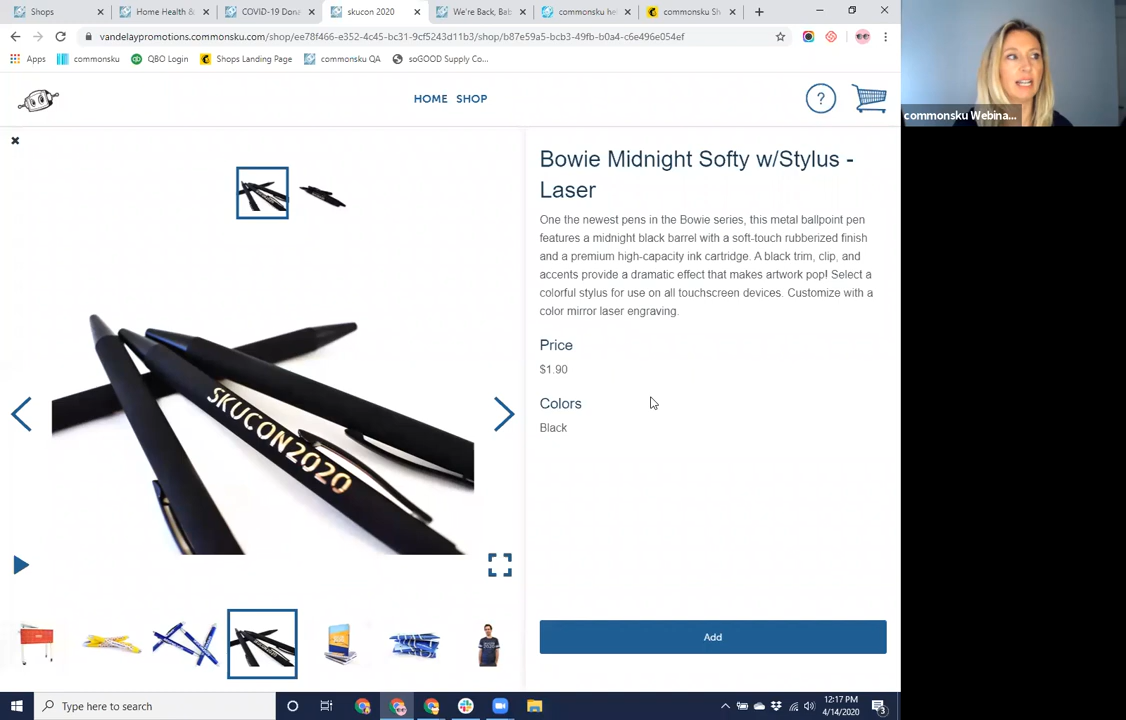 Shops
Home Health &
COVID-19 Dona
skucon 2020
We're Back, Bab
commonsku he
commonsku Sh
vandelaypromotions.commonsku.com/shop/ee78f466-e352-4c45-bc31-9cf5243d11b3/shop/b87e59a5-bcb3-49fb-b0a4-c6e496e054ef
Apps
commonsku
QBO Login
Shops Landing Page
commonsku QA
soGOOD Supply Co...
commonsku Webina...
HOME
SHOP
?
Bowie Midnight Softy w/Stylus -
Laser
One the newest pens in the Bowie series, this metal ballpoint pen
features a midnight black barrel with a soft-touch rubberized finish
and a premium high-capacity ink cartridge. A black trim, clip, and
accents provide a dramatic effect that makes artwork pop! Select a
colorful stylus for use on all touchscreen devices. Customize with a
color mirror laser engraving.
Price
$1.90
Colors
Black
SKUCON2020
Add
Type here to search
12:17 PM
4/14/2020
3